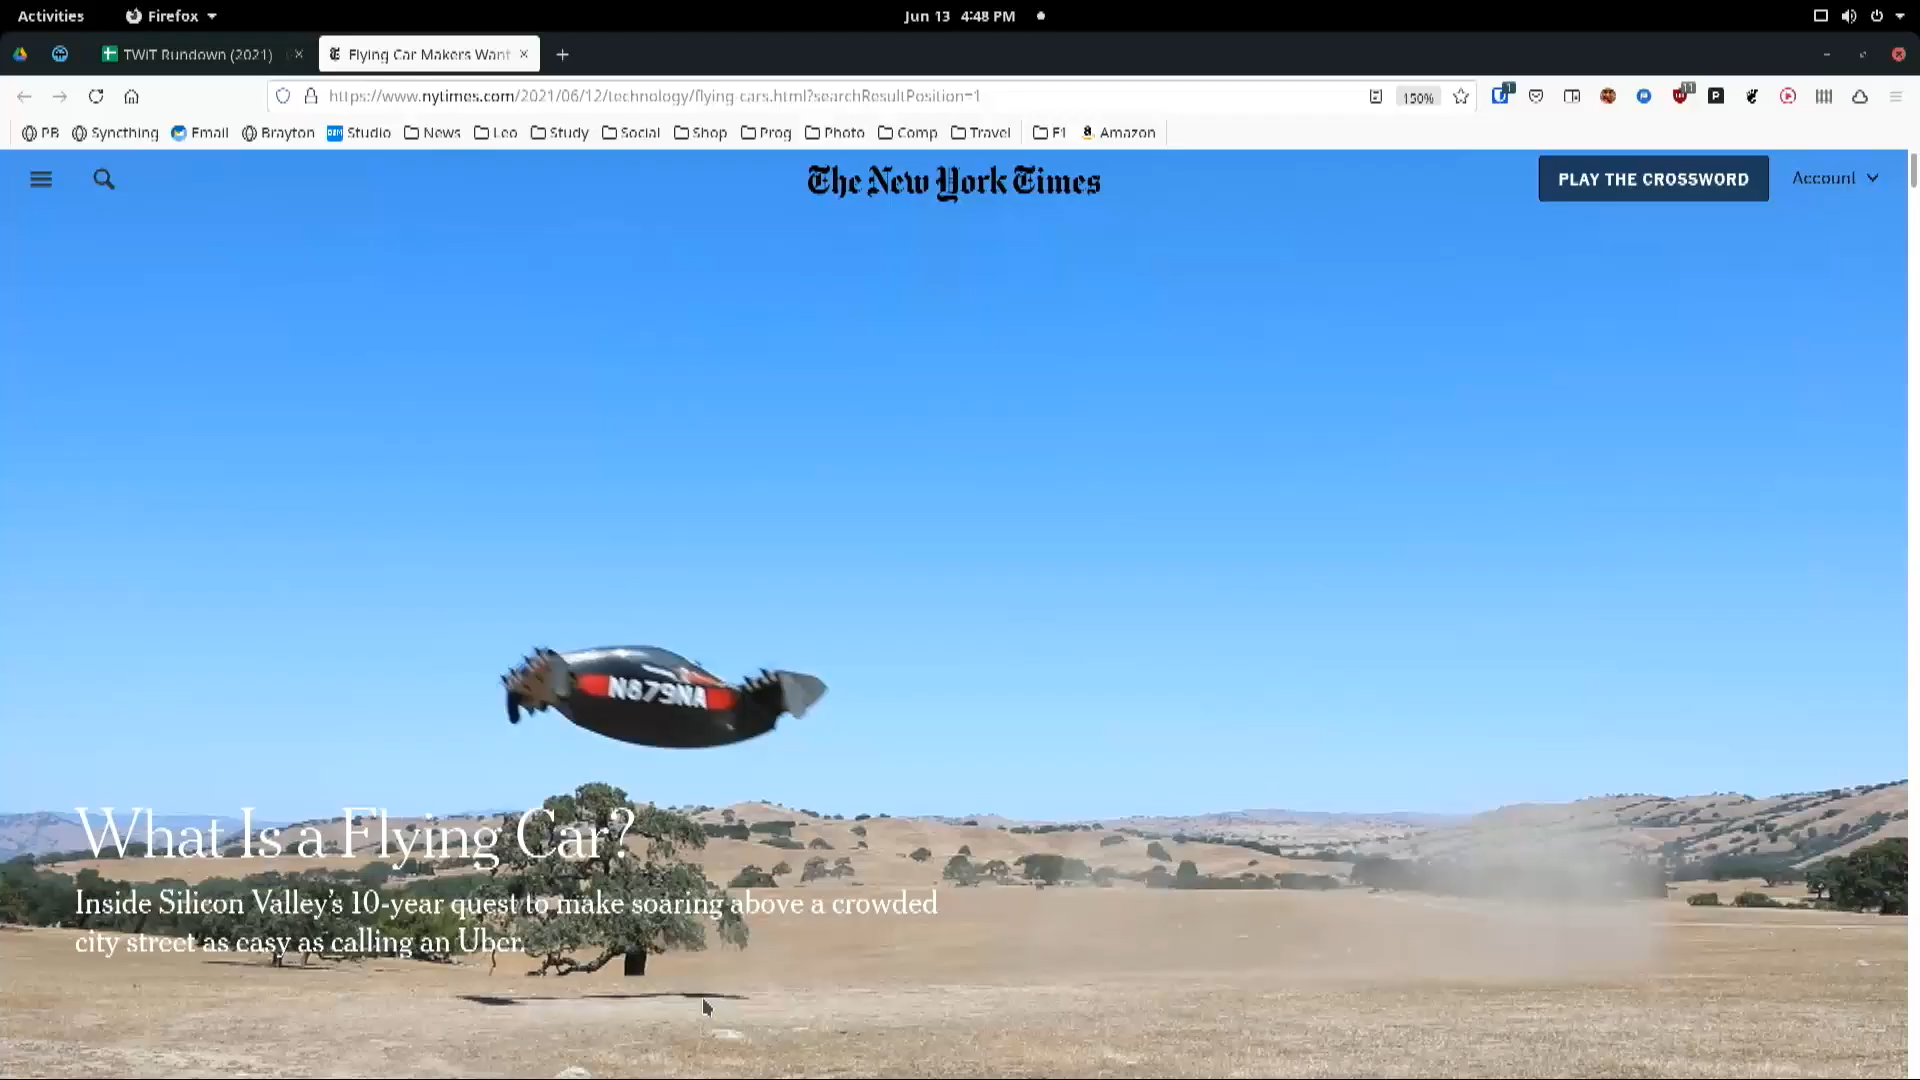 Activities
Firefox
Jun 13 4:48 PM
TWiT Rundown (2021)
Flying Car Makers Want
https://www.nytimes.com/2021/06/12/technology/flying-cars.html?searchResultPosition=1
150%
PB
Syncthing
Email
Brayton
Studio
News
Leo
Study
Social
Shop
Prog
Photo
Comp
Travel
F1
Amazon
The New York Times
PLAY THE CROSSWORD
Account
N879NA
What Is a Flying Car?
Inside Silicon Valley's 10-year quest to make soaring above a crowded
city street as easy as calling an Uber.